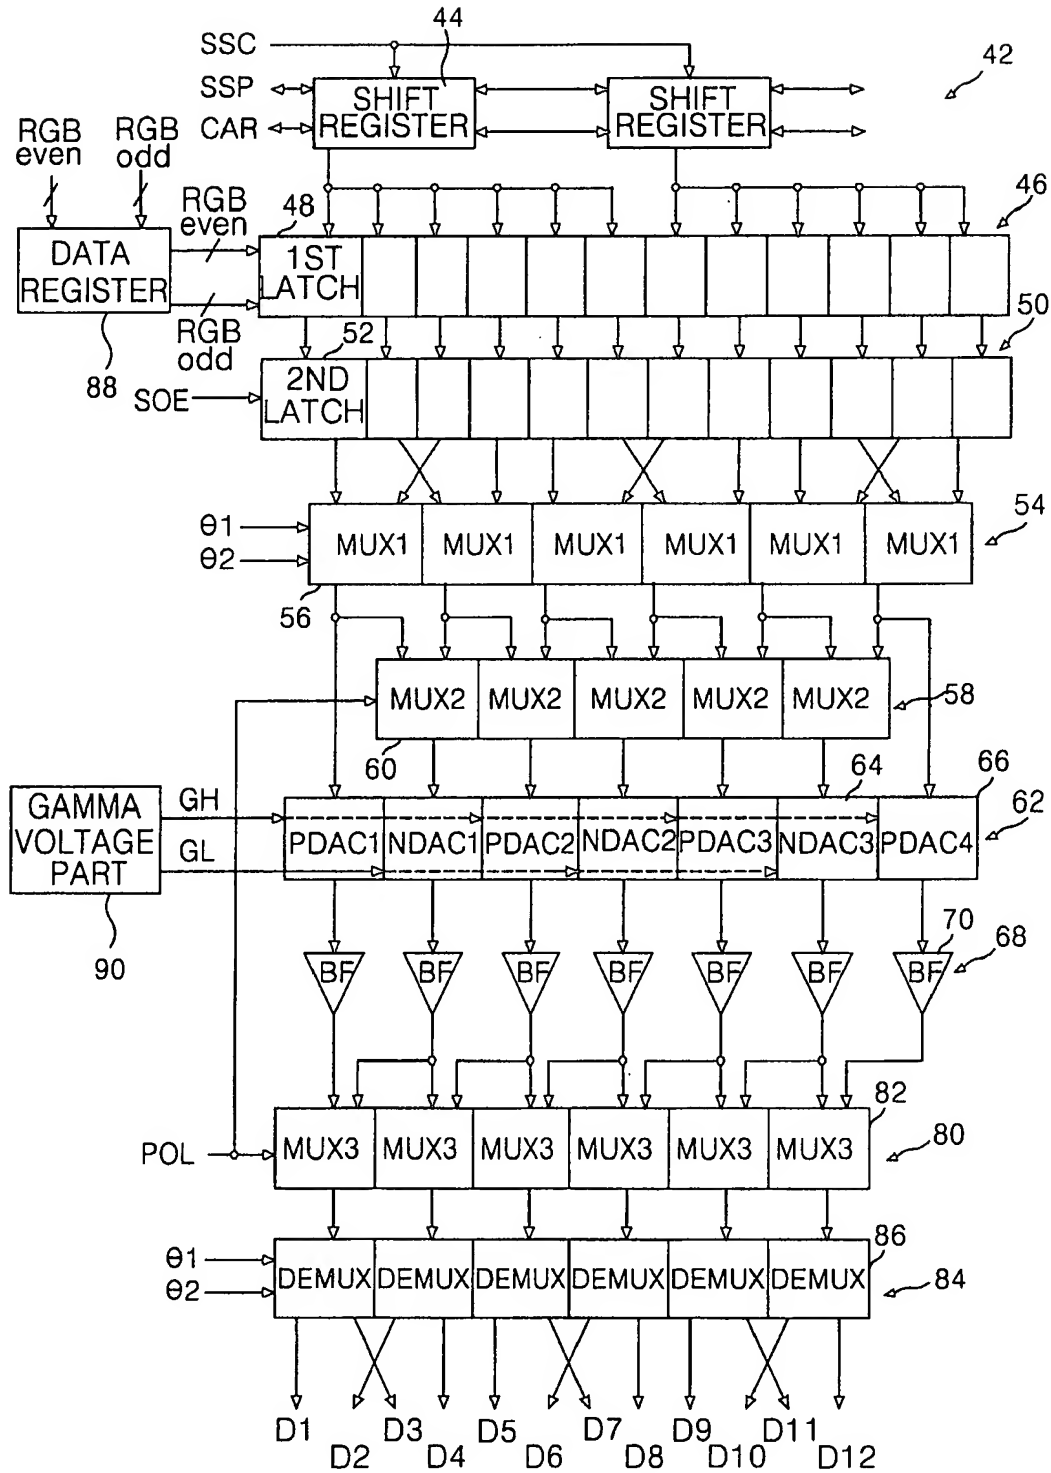 44
SSC
42
SSP
SHIFT
REGISTER
SHIFT
REGISTER
CAR
RGB
even
RGB
odd
RGB
even
48
46
DATA
REGISTER
1ST
LATCH
RGB
odd
88
52
50
SOE
2ND
LATCH
θ1
θ2
MUX1 MUX1 MUX1 MUX1 MUX1 MUX1
54
56
MUX2 MUX2 MUX2 MUX2 MUX2
58
60
64
66
GAMMA
VOLTAGE
PART
GH
GL
PDAC1 NDAC1 PDAC2 NDAC2 PDAC3 NDAC3 PDAC4
62
90
70
68
BF BF BF BF BF BF BF
82
POL
MUX3 MUX3 MUX3 MUX3 MUX3 MUX3
80
86
θ1
θ2
DEMUX DEMUX DEMUX DEMUX DEMUX DEMUX
84
D1 D3 D5 D7 D9 D11
D2 D4 D6 D8 D10 D12